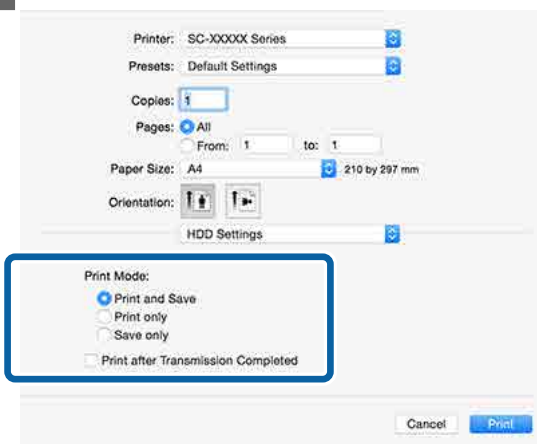 Printer: SC-XXXXX Series
Presets: Default Settings
Copies: 1
Pages: All
From: 1 to: 1
Paper Size: A4 210 by 297 mm
Orientation:
HDD Settings
Print Mode:
Print and Save
Print only
Save only
Print after Transmission Completed
Cancel Print